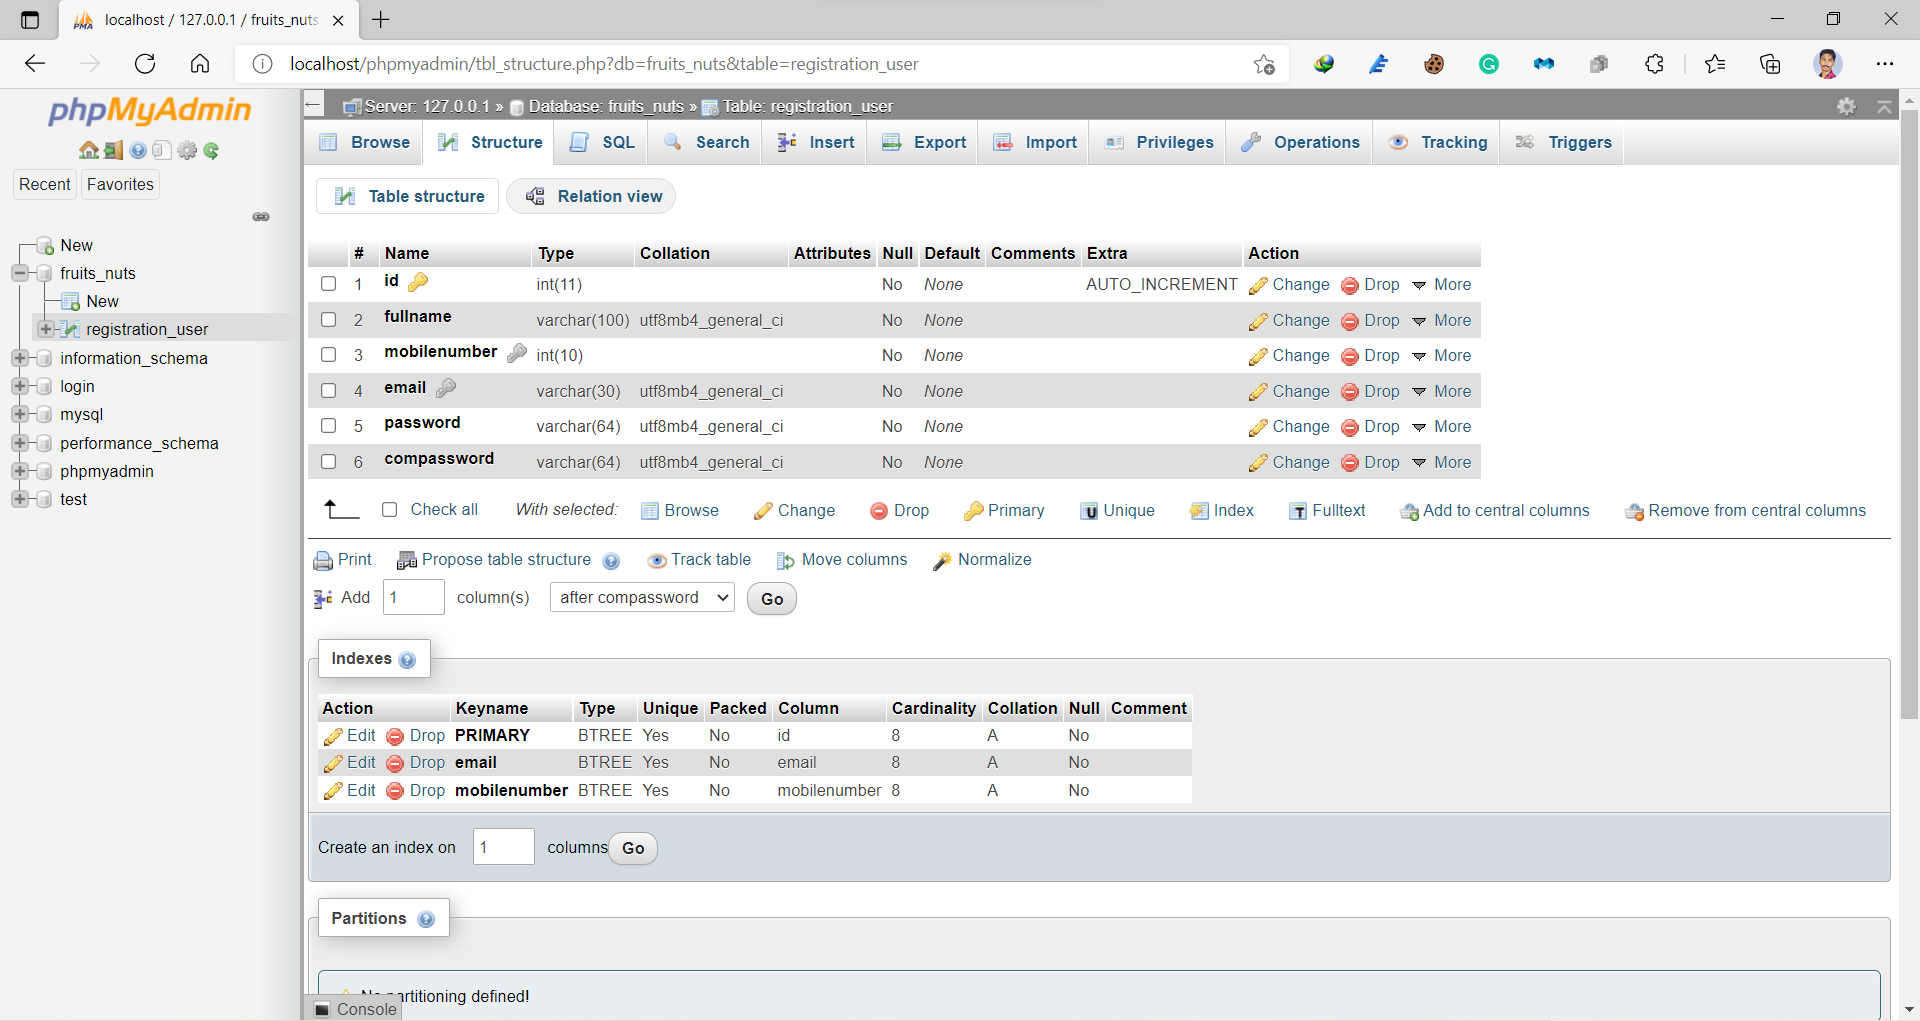 localhost / 127.0.0.1 / fruits_nuts
localhost/phpmyadmin/tbl_structure.php?db=fruits_nuts&table=registration_user
phpMyAdmin
Recent Favorites
New
fruits_nuts
New
registration_user
information_schema
login
mysql
performance_schema
phpmyadmin
test
Server: 127.0.0.1 » Database: fruits_nuts » Table: registration_user
Browse Structure SQL Search Insert Export Import Privileges Operations Tracking Triggers
Table structure Relation view
# Name Type Collation Attributes Null Default Comments Extra Action
1 id int(11) No None AUTO_INCREMENT Change Drop More
2 fullname varchar(100) utf8mb4_general_ci No None Change Drop More
3 mobilenumber int(10) No None Change Drop More
4 email varchar(30) utf8mb4_general_ci No None Change Drop More
5 password varchar(64) utf8mb4_general_ci No None Change Drop More
6 compassword varchar(64) utf8mb4_general_ci No None Change Drop More
Check all With selected: Browse Change Drop Primary Unique Index Fulltext Add to central columns Remove from central columns
Print Propose table structure Track table Move columns Normalize
Add 1 column(s) after compassword Go
Indexes
Action Keyname Type Unique Packed Column Cardinality Collation Null Comment
Edit Drop PRIMARY BTREE Yes No id 8 A No
Edit Drop email BTREE Yes No email 8 A No
Edit Drop mobilenumber BTREE Yes No mobilenumber 8 A No
Create an index on 1 columns Go
Partitions
No partitioning defined!
Console